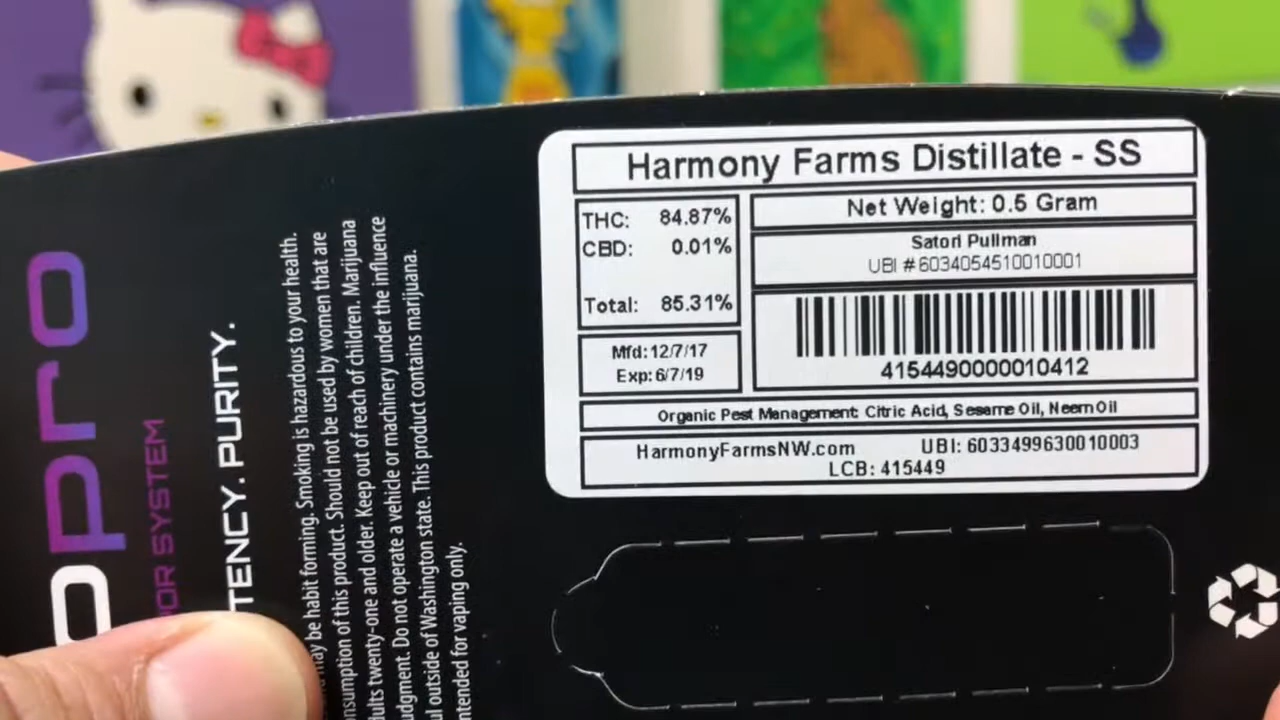 opro
OR SYSTEM
TENCY. PURITY.
may be habit forming. Smoking is hazardous to your health.
nsumption of this product. Should not be used by women that are
dults twenty-one and older. Keep out of reach of children. Marijuana
udgment. Do not operate a vehicle or machinery under the influence
l outside of Washington state. This product contains marijuana.
ntended for vaping only.
Harmony Farms Distillate - SS
THC: 84.87%
CBD: 0.01%
Total: 85.31%
Mfd: 12/7/17
Exp: 6/7/19
Net Weight: 0.5 Gram
Satori Pullman
UBI # 6034054510010001
4154490000010412
Organic Pest Management: Citric Acid, Sesame Oil, Neem Oil
HarmonyFarmsNW.com UBI: 6033499630010003
LCB: 415449